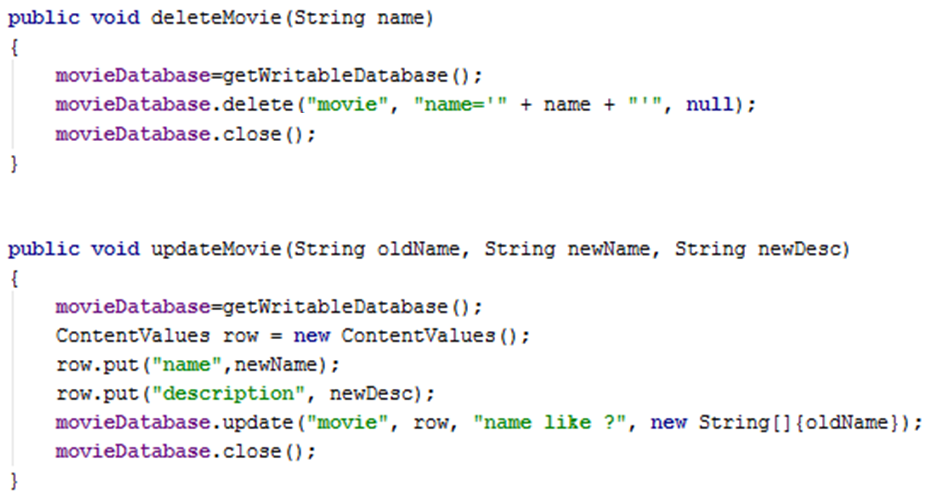 public void deleteMovie(String name)
{
    movieDatabase=getWritableDatabase();
    movieDatabase.delete("movie", "name='" + name + "'", null);
    movieDatabase.close();
}
public void updateMovie(String oldName, String newName, String newDesc)
{
    movieDatabase=getWritableDatabase();
    ContentValues row = new ContentValues();
    row.put("name",newName);
    row.put("description", newDesc);
    movieDatabase.update("movie", row, "name like ?", new String[]{oldName});
    movieDatabase.close();
}